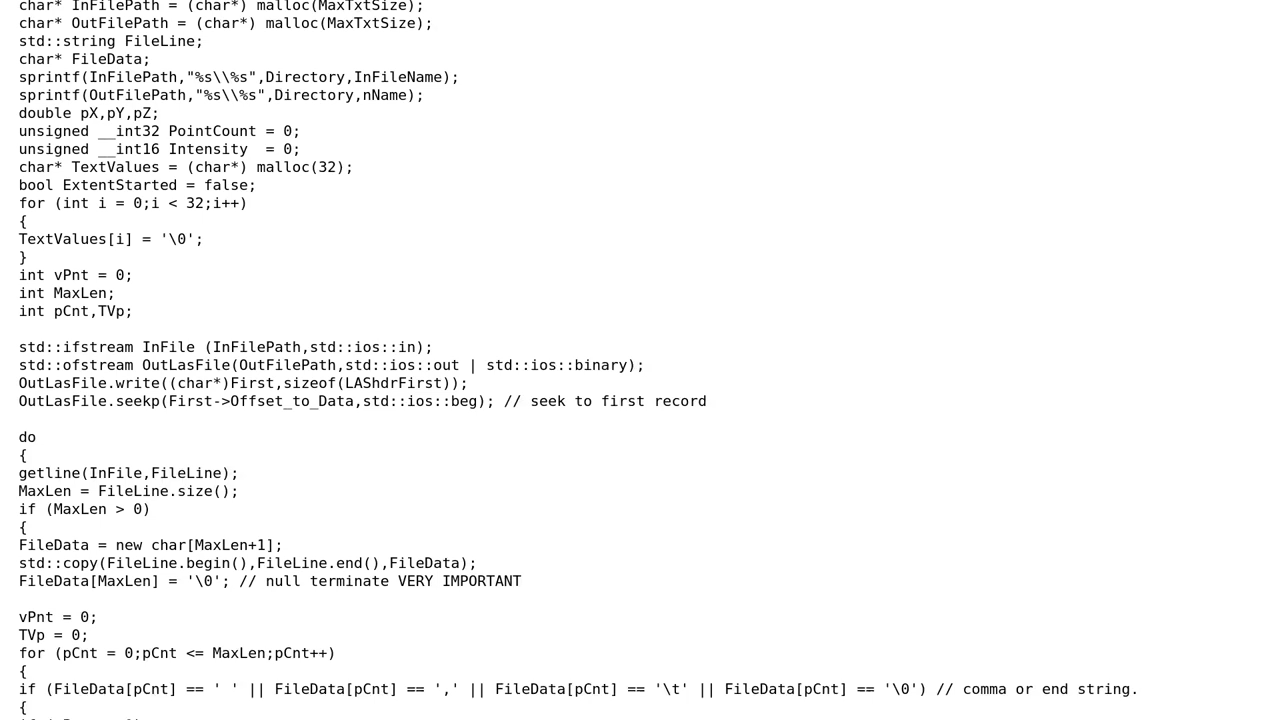 char* InFilePath = (char*) malloc(MaxTxtSize);
char* OutFilePath = (char*) malloc(MaxTxtSize);
std::string FileLine;
char* FileData;
sprintf(InFilePath,"%s\\%s",Directory,InFileName);
sprintf(OutFilePath,"%s\\%s",Directory,nName);
double pX,pY,pZ;
unsigned __int32 PointCount = 0;
unsigned __int16 Intensity  = 0;
char* TextValues = (char*) malloc(32);
bool ExtentStarted = false;
for (int i = 0;i < 32;i++)
{
TextValues[i] = '\0';
}
int vPnt = 0;
int MaxLen;
int pCnt,TVp;

std::ifstream InFile (InFilePath,std::ios::in);
std::ofstream OutLasFile(OutFilePath,std::ios::out | std::ios::binary);
OutLasFile.write((char*)First,sizeof(LAShdrFirst));
OutLasFile.seekp(First->Offset_to_Data,std::ios::beg); // seek to first record

do
{
getline(InFile,FileLine);
MaxLen = FileLine.size();
if (MaxLen > 0)
{
FileData = new char[MaxLen+1];
std::copy(FileLine.begin(),FileLine.end(),FileData);
FileData[MaxLen] = '\0'; // null terminate VERY IMPORTANT

vPnt = 0;
TVp = 0;
for (pCnt = 0;pCnt <= MaxLen;pCnt++)
{
if (FileData[pCnt] == ' ' || FileData[pCnt] == ',' || FileData[pCnt] == '\t' || FileData[pCnt] == '\0') // comma or end string.
{